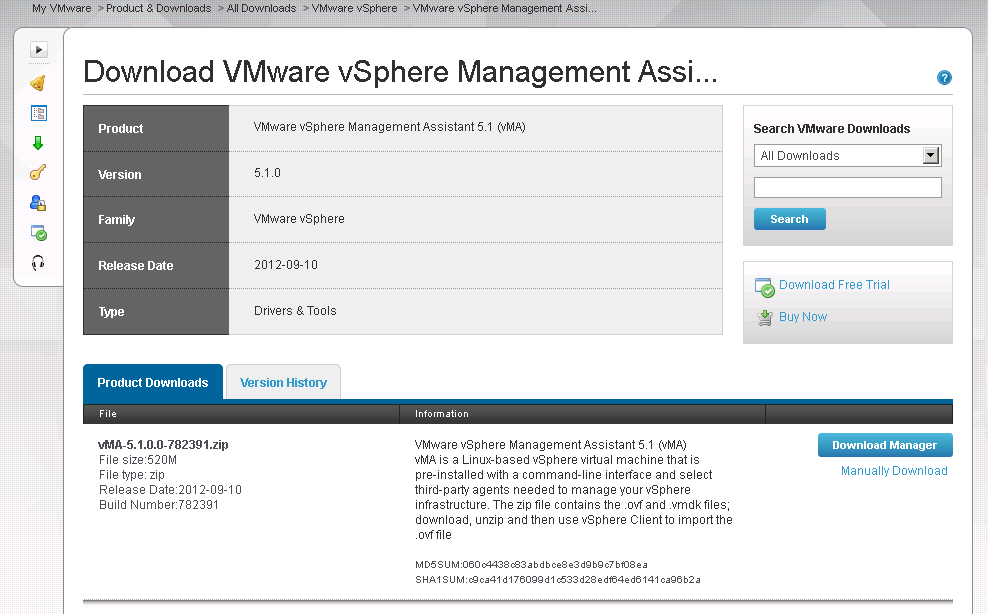 My VMware > Product & Downloads > All Downloads > VMware vSphere > VMware vSphere Management Assi...
Download VMware vSphere Management Assi...
Product VMware vSphere Management Assistant 5.1 (vMA)
Version 5.1.0
Family VMware vSphere
Release Date 2012-09-10
Type Drivers & Tools
Search VMware Downloads
All Downloads
Search
Download Free Trial
Buy Now
Product Downloads Version History
File Information
vMA-5.1.0.0-782391.zip
File size:520M
File type: zip
Release Date:2012-09-10
Build Number:782391
VMware vSphere Management Assistant 5.1 (vMA)
vMA is a Linux-based vSphere virtual machine that is
pre-installed with a command-line interface and select
third-party agents needed to manage your vSphere
infrastructure. The zip file contains the .ovf and .vmdk files;
download, unzip and then use vSphere Client to import the
.ovf file
MD5SUM:060c4438c83abdbce8e3d9b9c7bf08ea
SHA1SUM:c9ca41d176099d1c533d28edf64ed6141ca96b2a
Download Manager
Manually Download